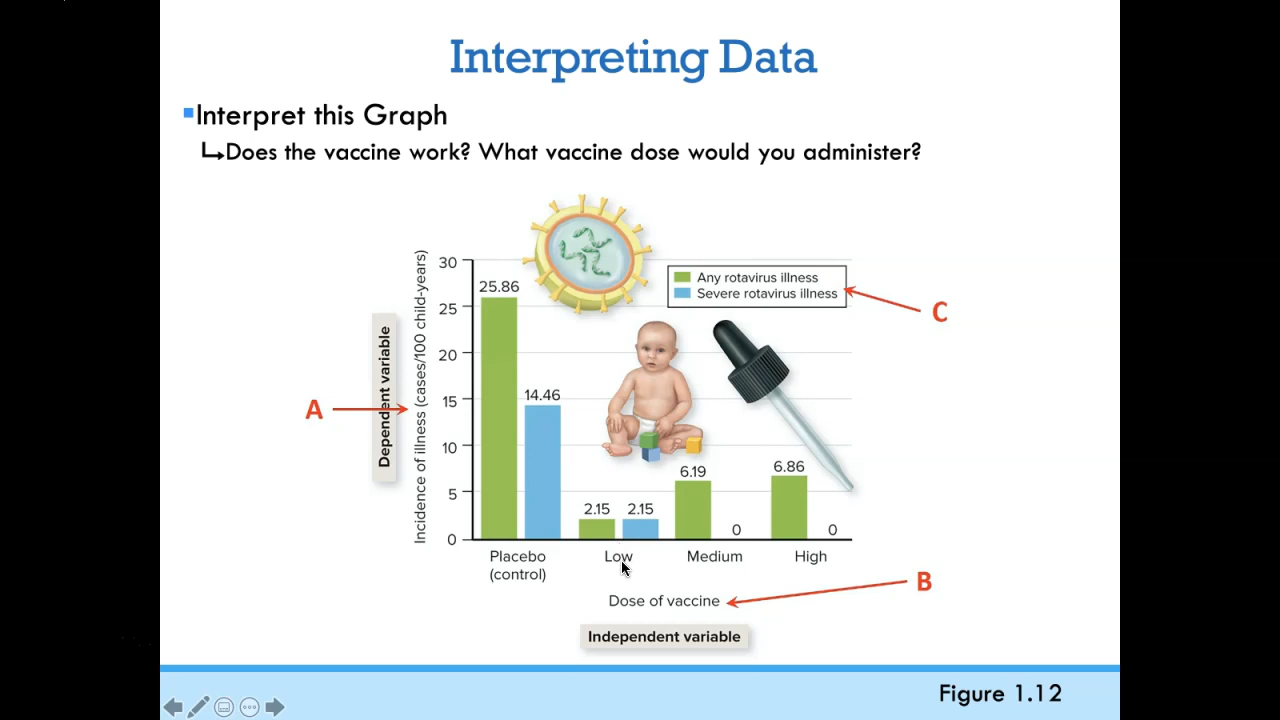 Interpreting Data
Interpret this Graph
Does the vaccine work? What vaccine dose would you administer?
Dependent variable
Incidence of illness (cases/100 child-years)
30
25
20
15
10
5
0
25.86
14.46
2.15
2.15
6.19
0
6.86
0
Any rotavirus illness
Severe rotavirus illness
A
C
B
Placebo
(control)
Low
Medium
High
Dose of vaccine
Independent variable
Figure 1.12